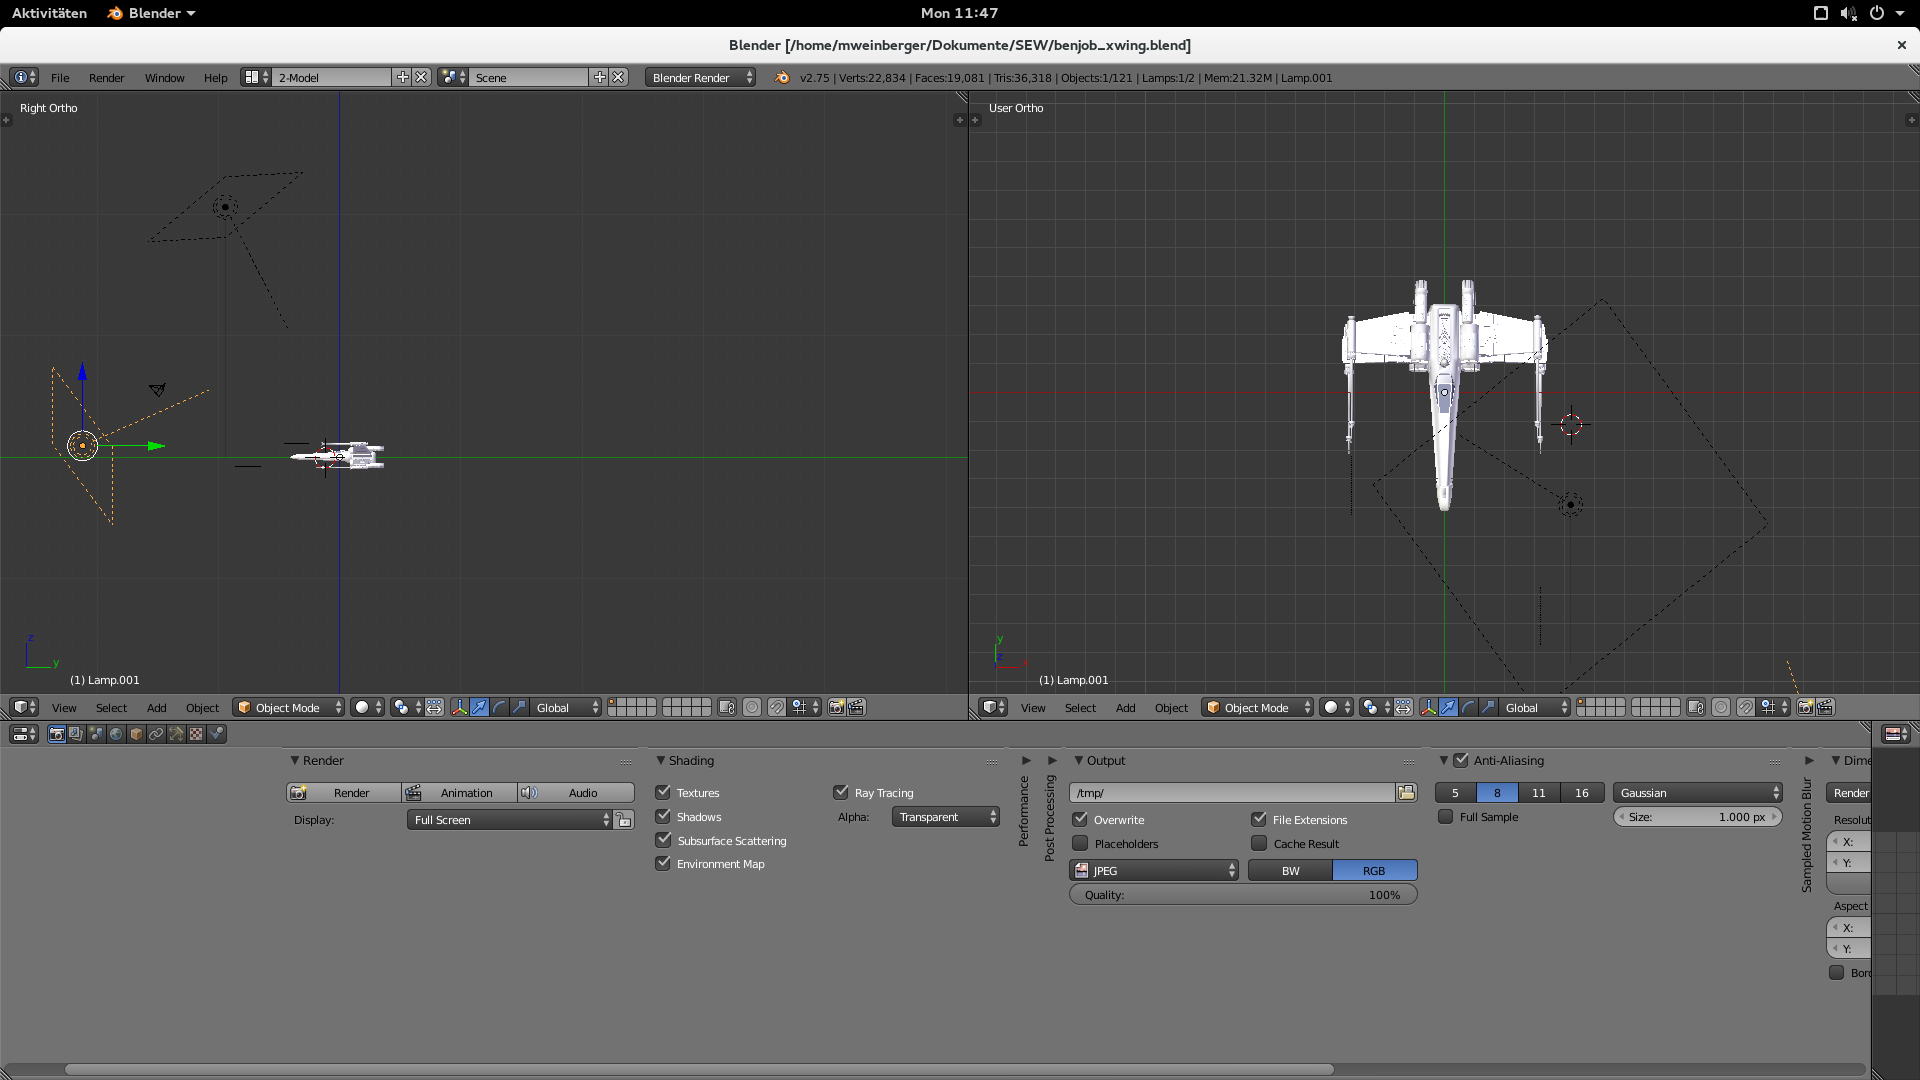 Aktivitäten Blender Mon 11:47
Blender [/home/mweinberger/Dokumente/SEW/benjob_xwing.blend]
File Render Window Help 2-Model Scene Blender Render v2.75 | Verts:22,834 | Faces:19,081 | Tris:36,318 | Objects:1/121 | Lamps:1/2 | Mem:21.32M | Lamp.001
Right Ortho
User Ortho
z
y
(1) Lamp.001
y
z
x
(1) Lamp.001
View Select Add Object Object Mode Global
View Select Add Object Object Mode Global
Render
Render Animation Audio
Display: Full Screen
Shading
Textures
Shadows
Subsurface Scattering
Environment Map
Ray Tracing
Alpha: Transparent
Performance
Post Processing
Output
/tmp/
Overwrite File Extensions
Placeholders Cache Result
JPEG BW RGB
Quality: 100%
Anti-Aliasing
5 8 11 16 Gaussian
Full Sample Size: 1.000 px
Sampled Motion Blur
Dime
Render
Resolut
X:
Y:
Aspect
X:
Y:
Bord